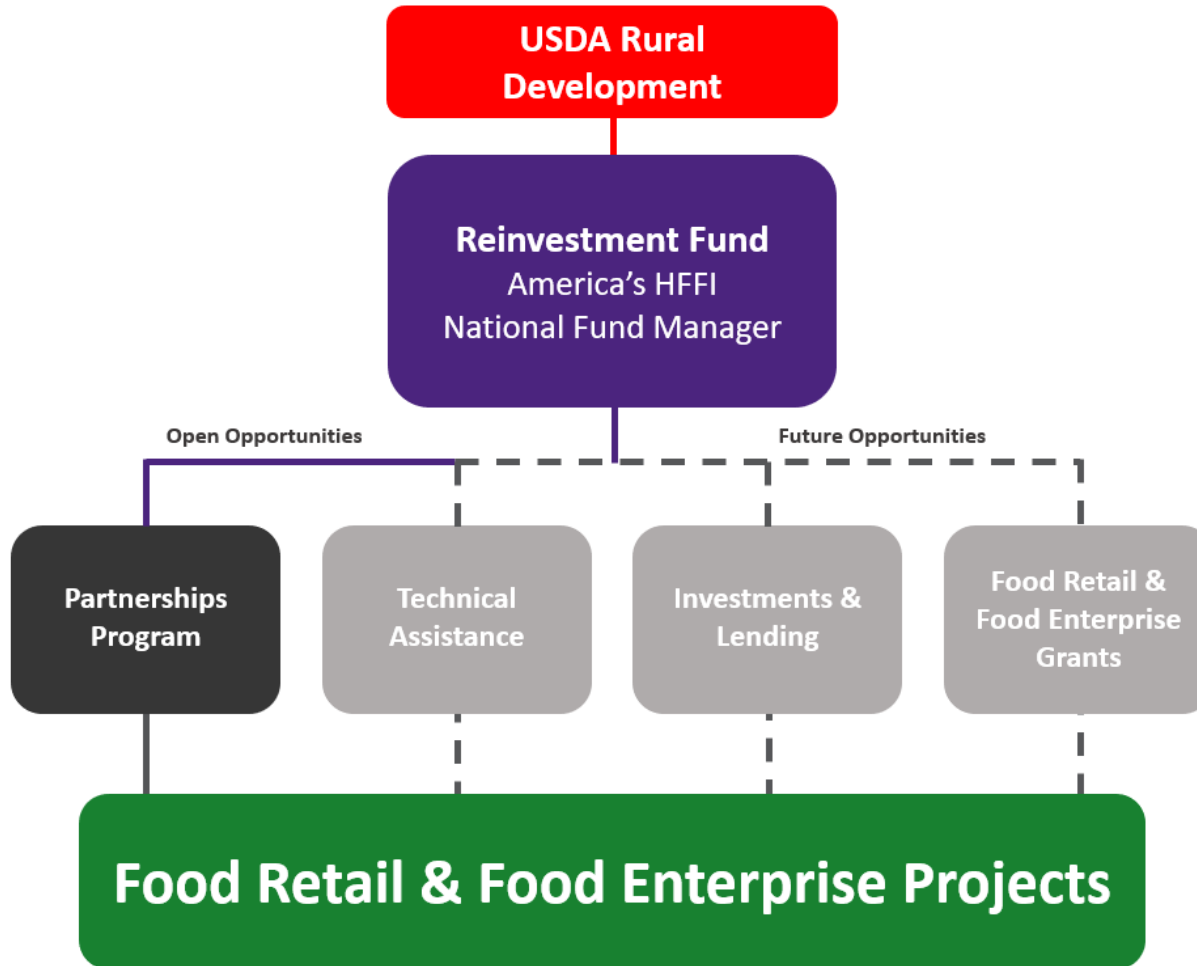 USDA Rural
Development
Reinvestment Fund
America’s HFFI
National Fund Manager
Open Opportunities
Future Opportunities
Partnerships
Program
Technical
Assistance
Investments &
Lending
Food Retail &
Food Enterprise
Grants
Food Retail & Food Enterprise Projects